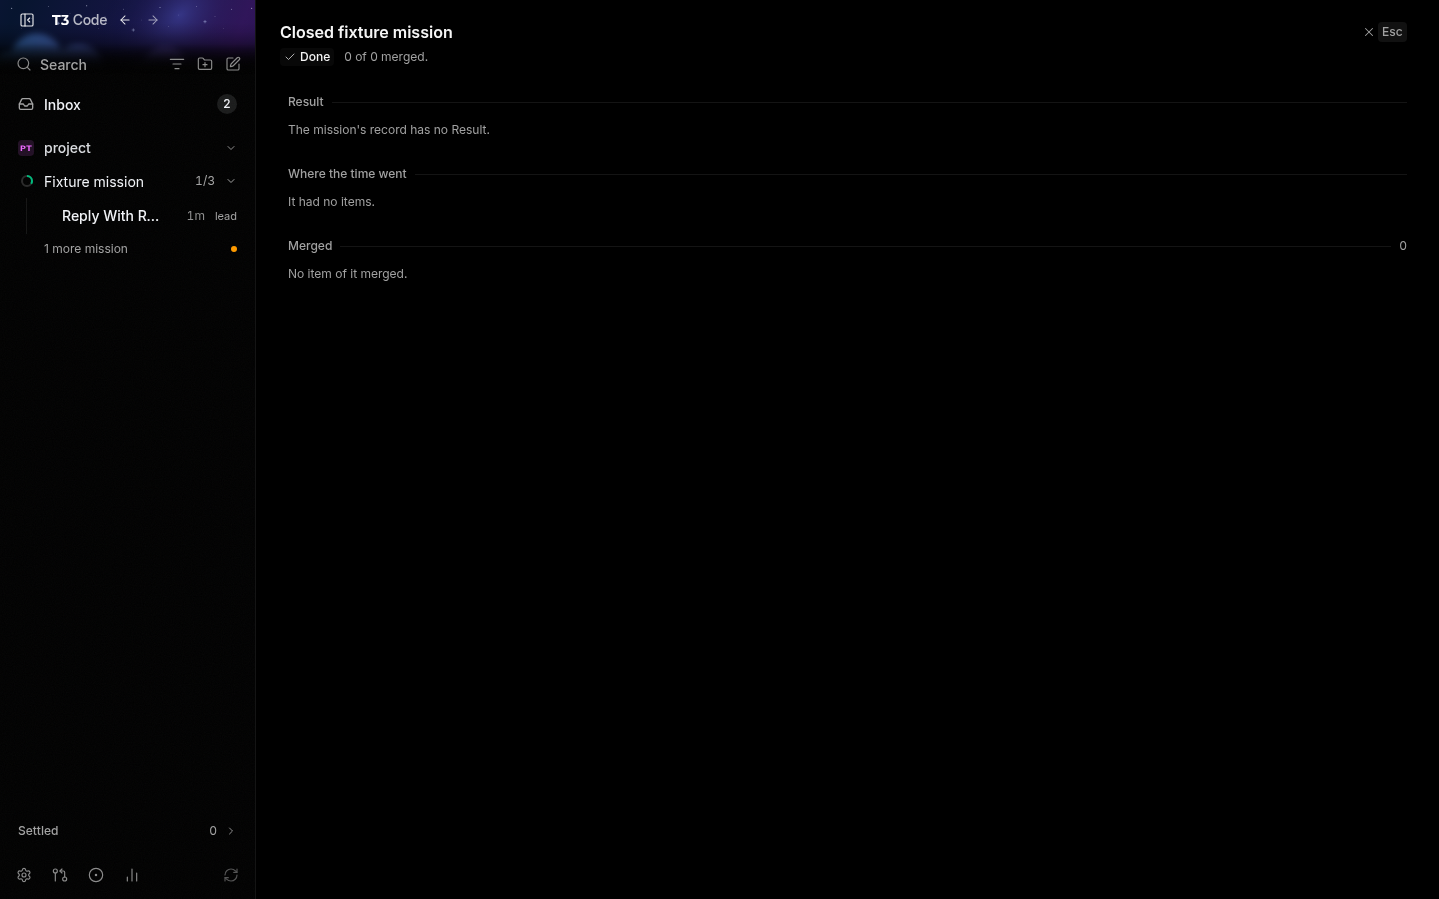 T3 Code
Search
Inbox 2
PT project
Fixture mission 1/3
Reply With R... 1m lead
1 more mission
Settled 0
Closed fixture mission
Esc
Done 0 of 0 merged.
Result
The mission's record has no Result.
Where the time went
It had no items.
Merged 0
No item of it merged.